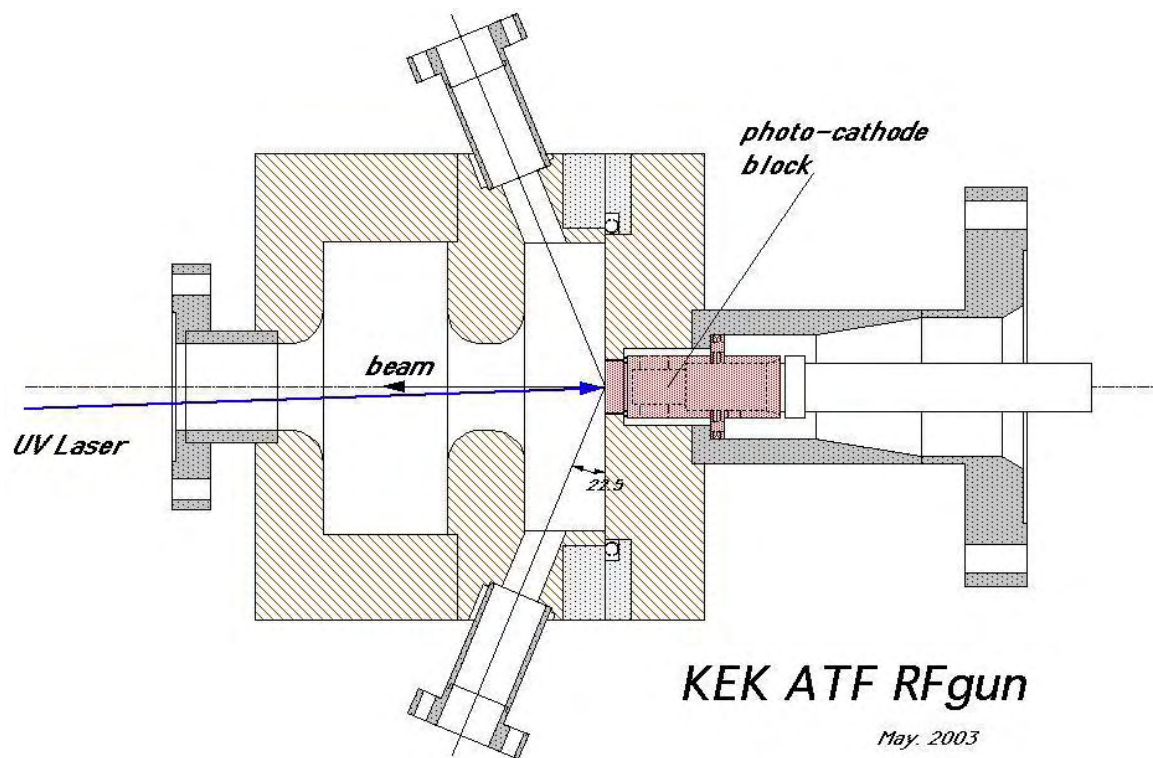 photo-cathode
block
beam
UV Laser
22.5
KEK ATF RFgun
May. 2003